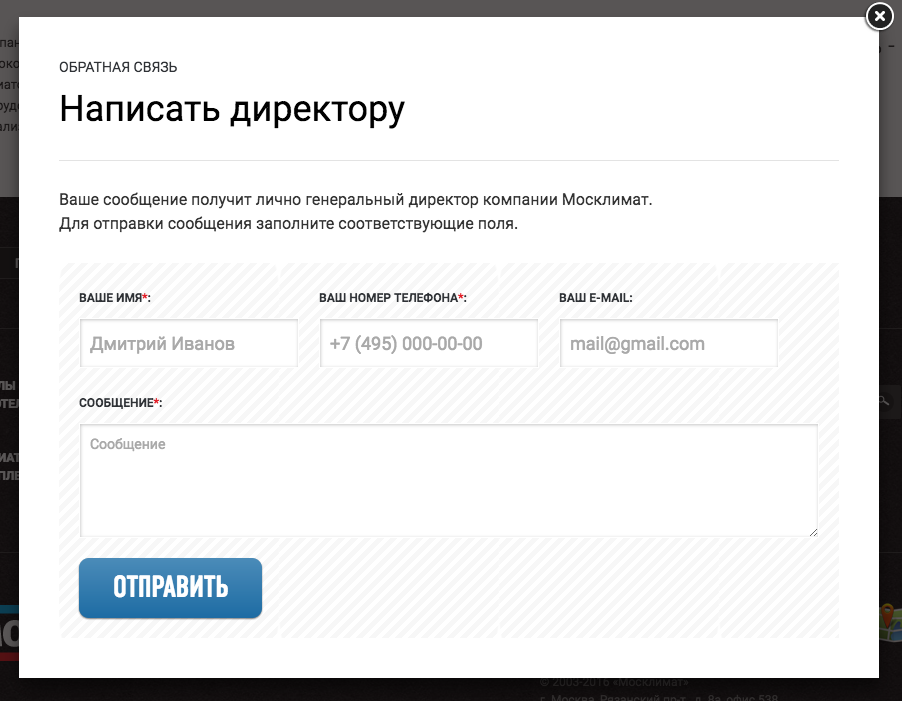 ОБРАТНАЯ СВЯЗЬ
Написать директору
Ваше сообщение получит лично генеральный директор компании Москлимат.
Для отправки сообщения заполните соответствующие поля.
ВАШЕ ИМЯ*: ВАШ НОМЕР ТЕЛЕФОНА*: ВАШ E-MAIL:
Дмитрий Иванов +7 (495) 000-00-00 mail@gmail.com
СООБЩЕНИЕ*:
Сообщение
ОТПРАВИТЬ
© 2003-2016 «Москлимат»
г. Москва, Рязанский пр-т, д. 8а, офис 538